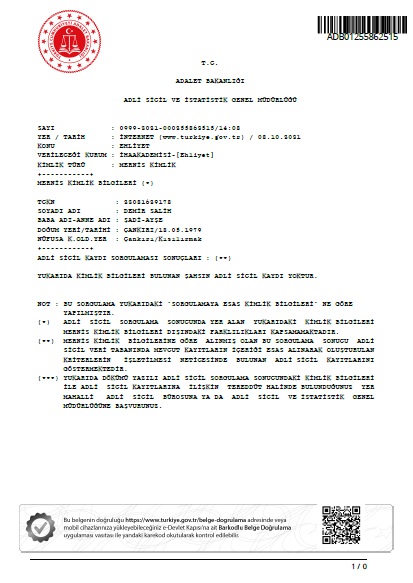 ADB01255862515
T.C.
ADALET BAKANLIĞI
ADLİ SİCİL VE İSTATİSTİK GENEL MÜDÜRLÜĞÜ
SAYI : 0999-2021-000255862515/14:08
YER / TARİH : İNTERNET (www.turkiye.gov.tr) / 08.10.2021
KONU : EHLİYET
VERİLECEĞİ KURUM : İHAAKADEMİSİ-[Ehliyet]
KİMLİK TÜRÜ : MERNİS KİMLİK
+-----------+
MERNİS KİMLİK BİLGİLERİ (*)
TCKN : 22081629178
SOYADI ADI : DEMİR SALİH
BABA ADI-ANNE ADI : ŞADİ-AYŞE
DOĞUM YERİ/TARİHİ : ÇANKIRI/18.05.1979
NÜFUSA K.OLD.YER : Çankırı/Kızılırmak
+-----------+
ADLİ SİCİL KAYDI SORGULAMASI SONUÇLARI : (**)
YUKARIDA KİMLİK BİLGİLERİ BULUNAN ŞAHSIN ADLİ SİCİL KAYDI YOKTUR.
NOT : BU SORGULAMA YUKARIDAKİ "SORGULAMAYA ESAS KİMLİK BİLGİLERİ" NE GÖRE
YAPILMIŞTIR.
(*) ADLİ SİCİL SORGULAMA SONUCUNDA YER ALAN YUKARIDAKİ KİMLİK BİLGİLERİ
MERNİS KİMLİK BİLGİLERİ DIŞINDAKİ FARKLILIKLARI KAPSAMAMAKTADIR.
(**) MERNİS KİMLİK BİLGİLERİNE GÖRE ALINMIŞ OLAN BU SORGULAMA SONUCU ADLİ
SİCİL VERİ TABANINDA MEVCUT KAYITLARIN İÇERİĞİ ESAS ALINARAK OLUŞTURULAN
KRİTERLERİN İŞLETİLMESİ NETİCESİNDE BULUNAN ADLİ SİCİL KAYITLARINI
GÖSTERMEKTEDİR.
(***) YUKARIDA DÖKÜMÜ YAZILI ADLİ SİCİL SORGULAMA SONUCUNDAKİ KİMLİK BİLGİLERİ
İLE ADLİ SİCİL KAYITLARINA İLİŞKİN TEREDDÜT HALİNDE BULUNDUĞUNUZ YER
MAHALLİ ADLİ SİCİL BÜROSUNA YA DA ADLİ SİCİL VE İSTATİSTİK GENEL
MÜDÜRLÜĞÜNE BAŞVURUNUZ.
Bu belgenin doğruluğu https://www.turkiye.gov.tr/belge-dogrulama adresinde veya
mobil cihazlarınıza yükleyebileceğiniz e-Devlet Kapısı'na ait Barkodlu Belge Doğrulama
uygulaması vasıtası ile yandaki karekod okutularak kontrol edilebilir.
1 / 0